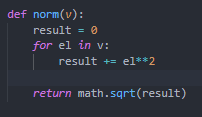 def norm(v):
    result = 0
    for el in v:
        result += el**2

    return math.sqrt(result)